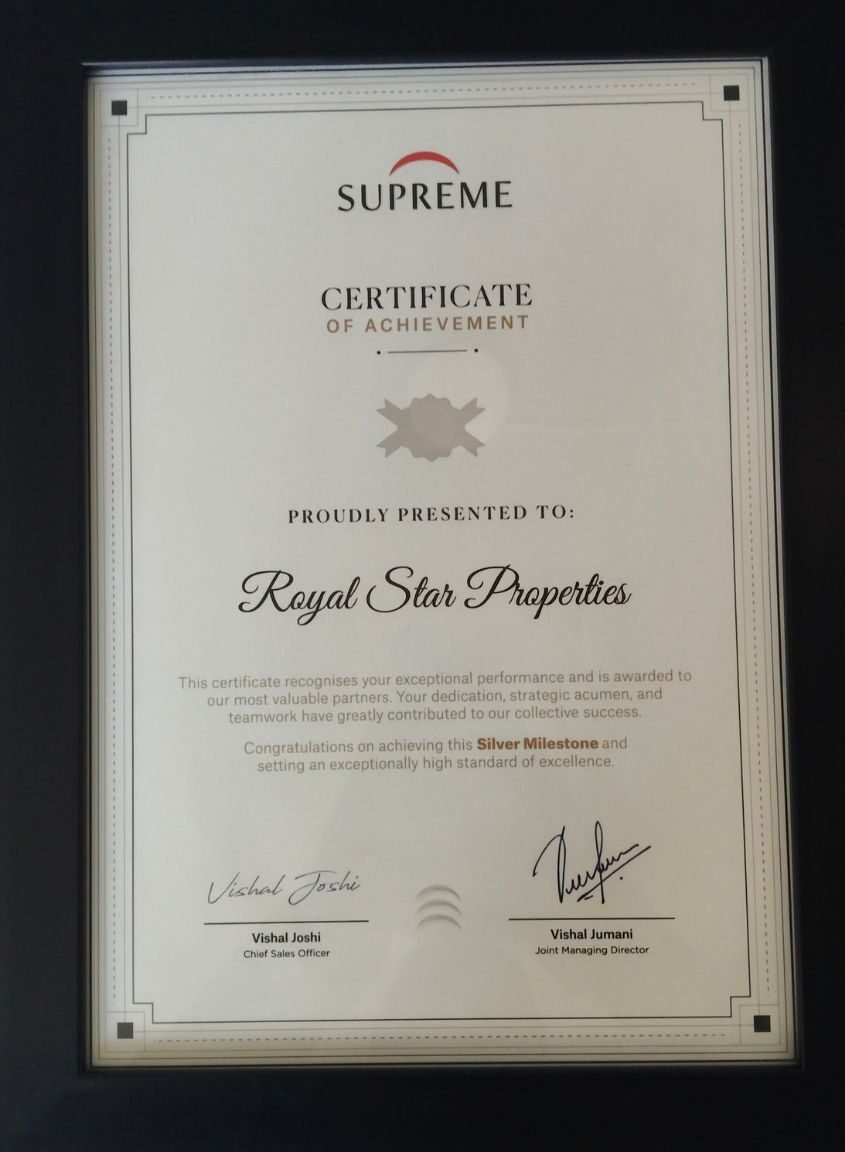 SUPREME
CERTIFICATE
OF ACHIEVEMENT
PROUDLY PRESENTED TO:
Royal Star Properties
This certificate recognises your exceptional performance and is awarded to
our most valuable partners. Your dedication, strategic acumen, and
teamwork have greatly contributed to our collective success.
Congratulations on achieving this Silver Milestone and
setting an exceptionally high standard of excellence.
Vishal Joshi
Vishal Joshi
Chief Sales Officer
Vishal Jumani
Joint Managing Director